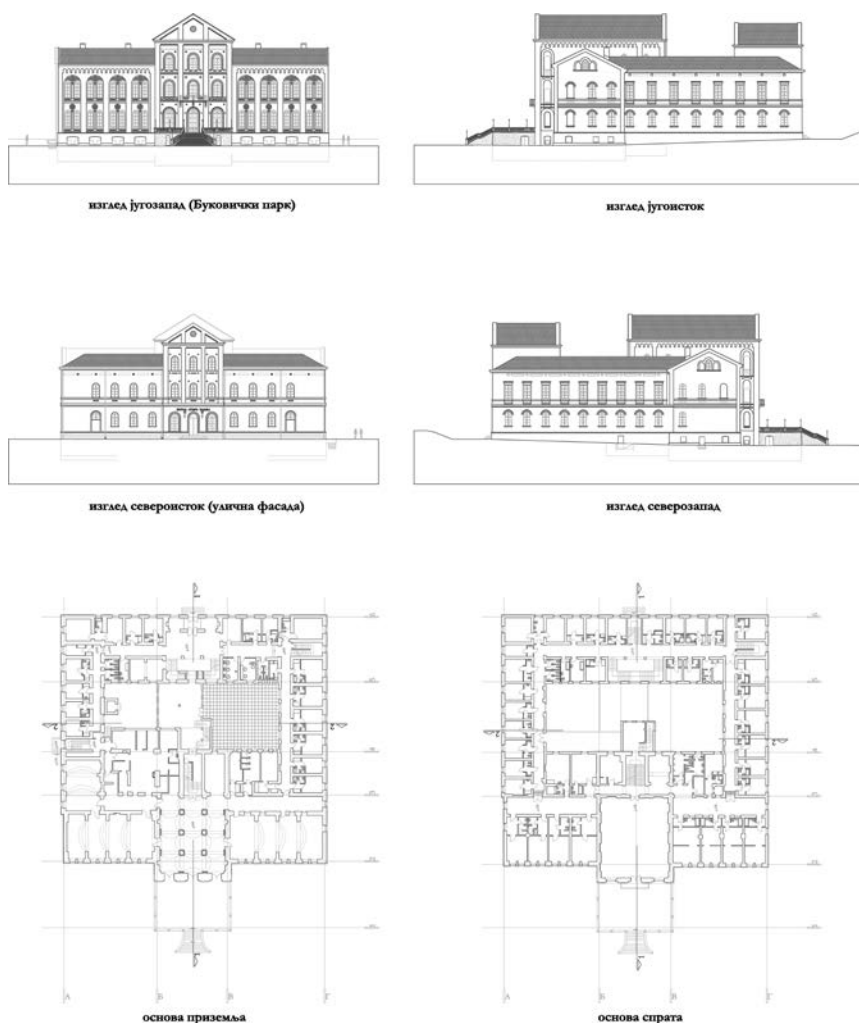 изглед југозапад (Буковички парк)
изглед југоисток
изглед североисток (улична фасада)
изглед северозапад
А
Б
В
Г
А
Б
В
Г
основа приземља
основа спрата